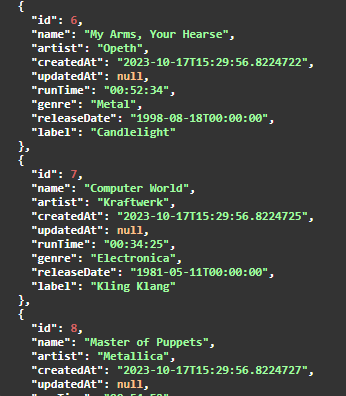 {
"id": 6,
"name": "My Arms, Your Hearse",
"artist": "Opeth",
"createdAt": "2023-10-17T15:29:56.8224722",
"updatedAt": null,
"runTime": "00:52:34",
"genre": "Metal",
"releaseDate": "1998-08-18T00:00:00",
"label": "Candlelight"
},
{
"id": 7,
"name": "Computer World",
"artist": "Kraftwerk",
"createdAt": "2023-10-17T15:29:56.8224725",
"updatedAt": null,
"runTime": "00:34:25",
"genre": "Electronica",
"releaseDate": "1981-05-11T00:00:00",
"label": "Kling Klang"
},
{
"id": 8,
"name": "Master of Puppets",
"artist": "Metallica",
"createdAt": "2023-10-17T15:29:56.8224727",
"updatedAt": null,